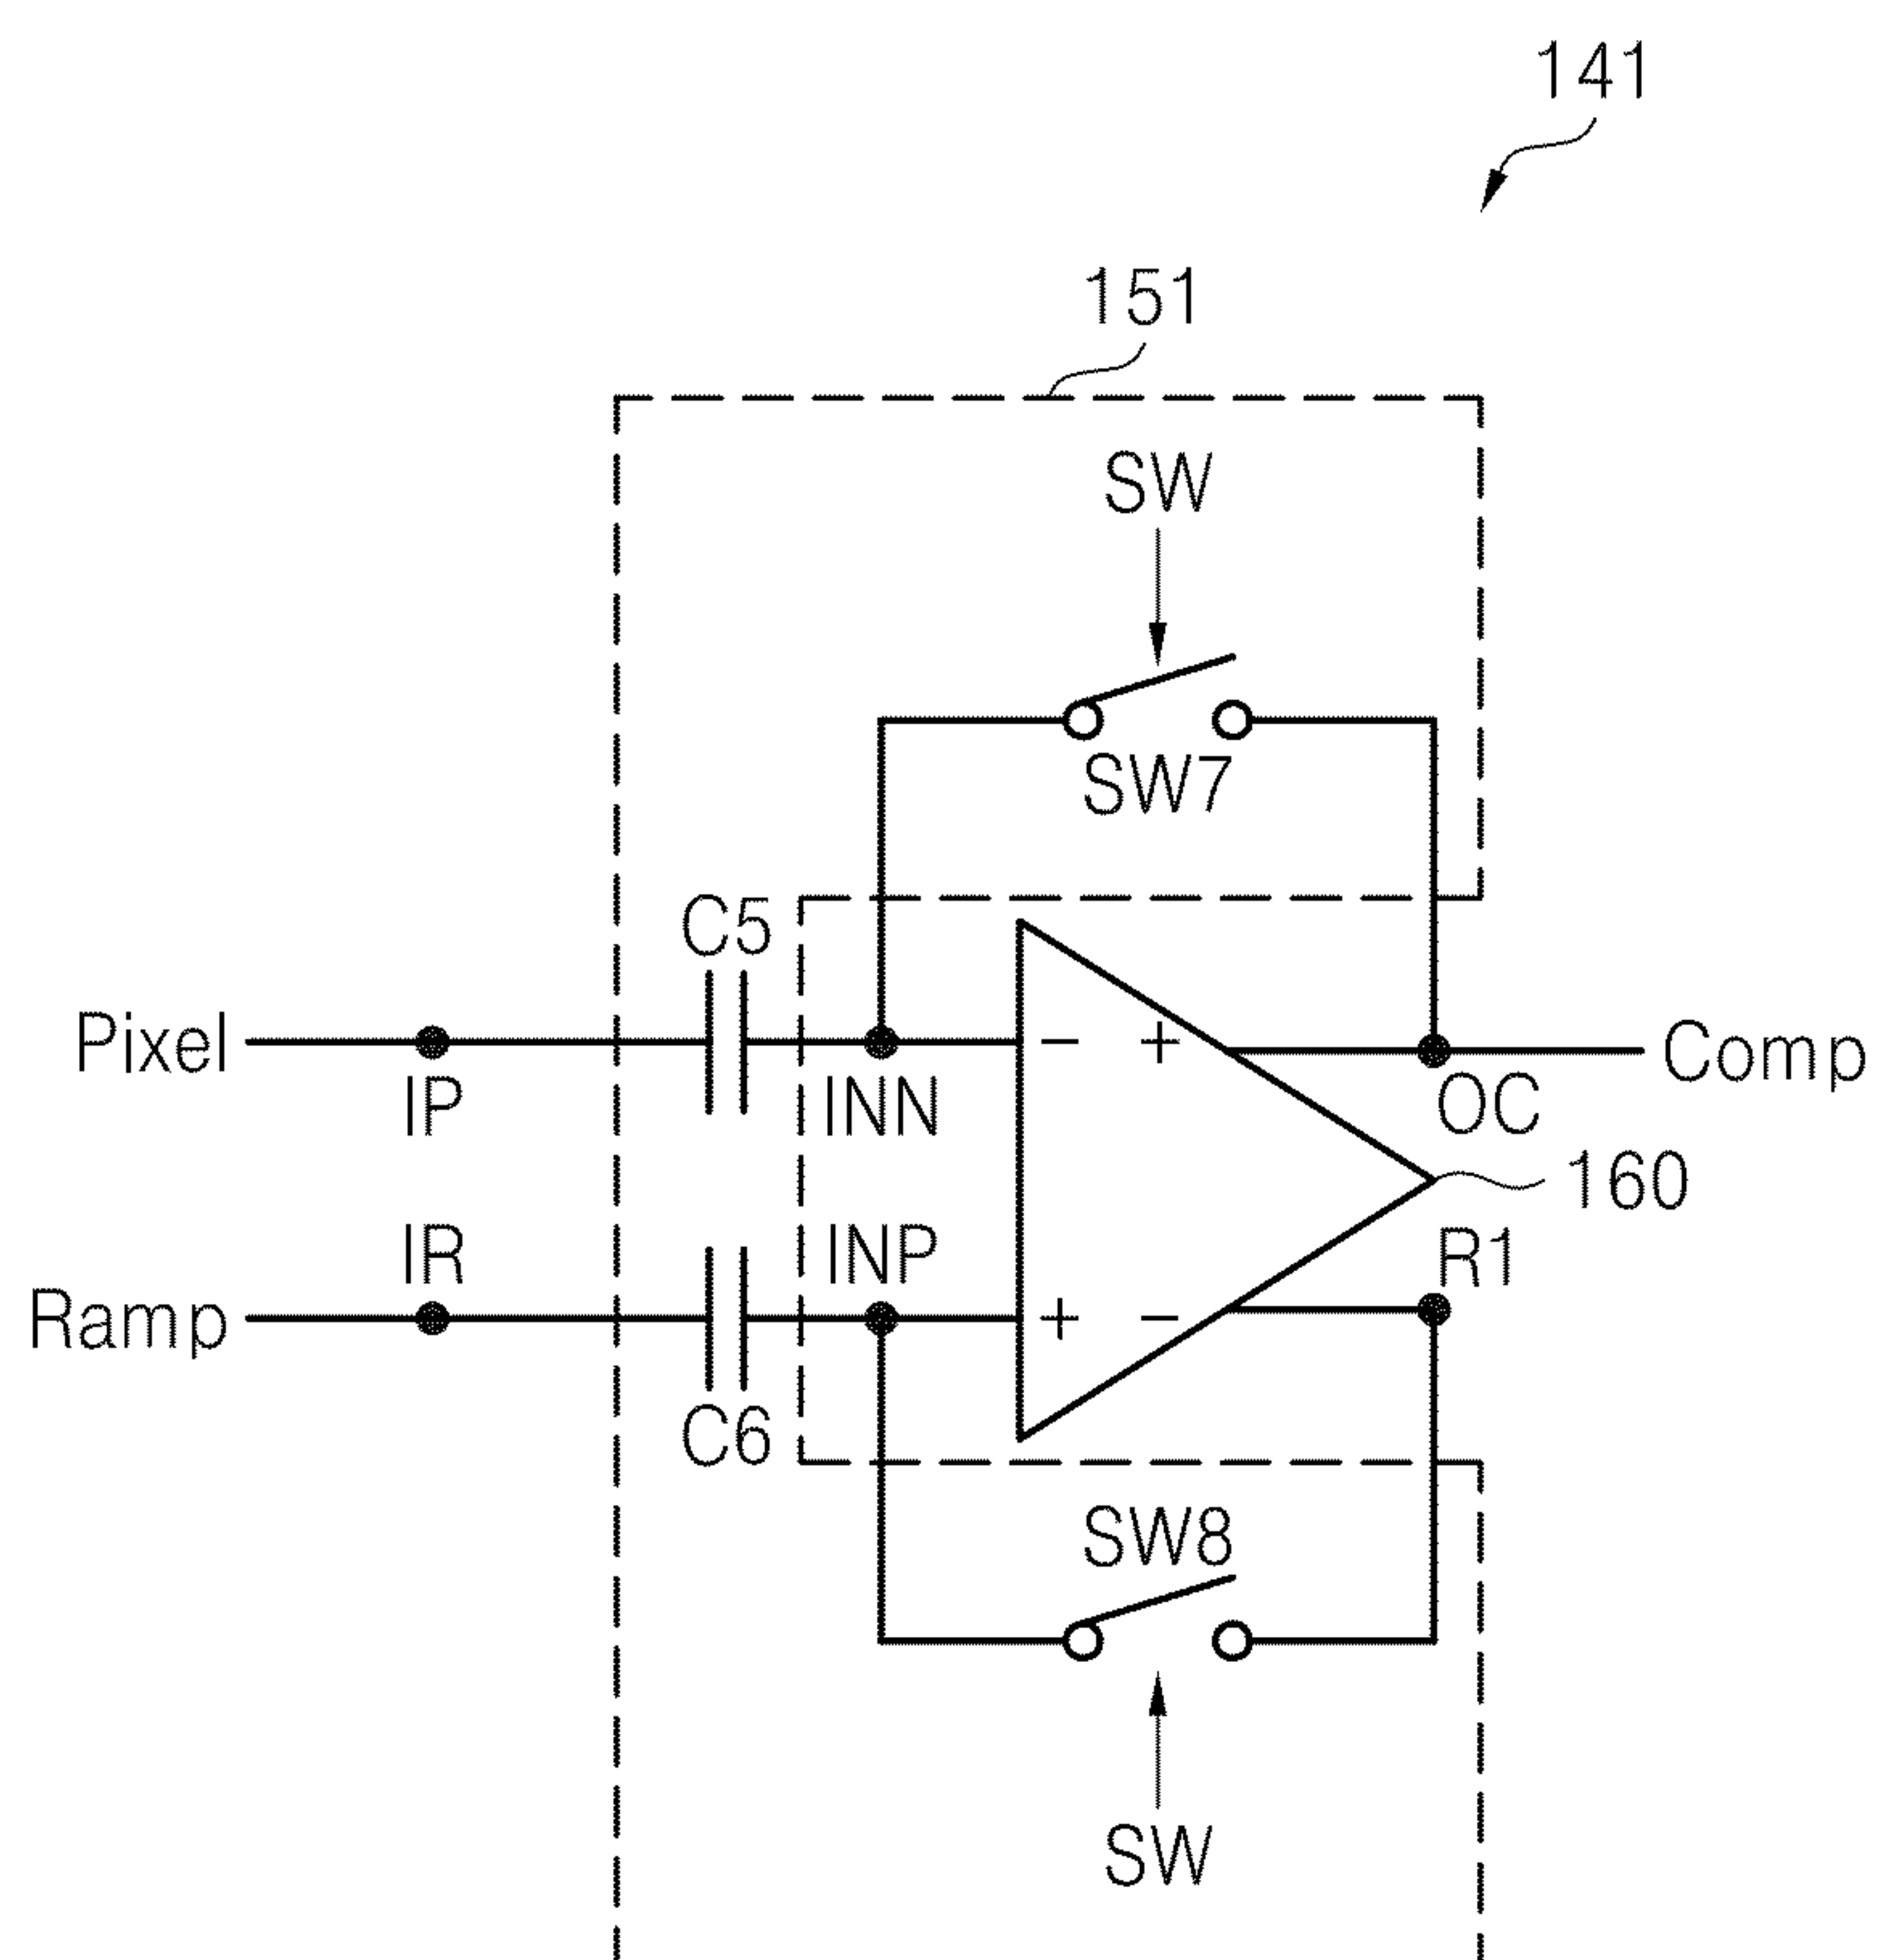 141
151
SW
SW7
C5
Pixel
IP
INN
- +
Comp
OC
160
IR
INP
R1
Ramp
+ -
C6
SW8
SW